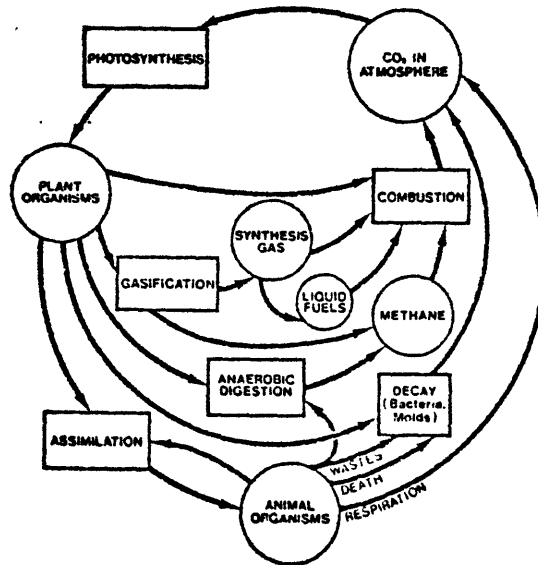 PHOTOSYNTHESIS
CO₂ IN
ATMOSPHERE
PLANT
ORGANISMS
COMBUSTION
SYNTHESIS
GAS
GASIFICATION
LIQUID
FUELS
METHANE
ANAEROBIC
DIGESTION
DECAY
(Bacteria,
Molds)
ASSIMILATION
WASTES
DEATH
RESPIRATION
ANIMAL
ORGANISMS